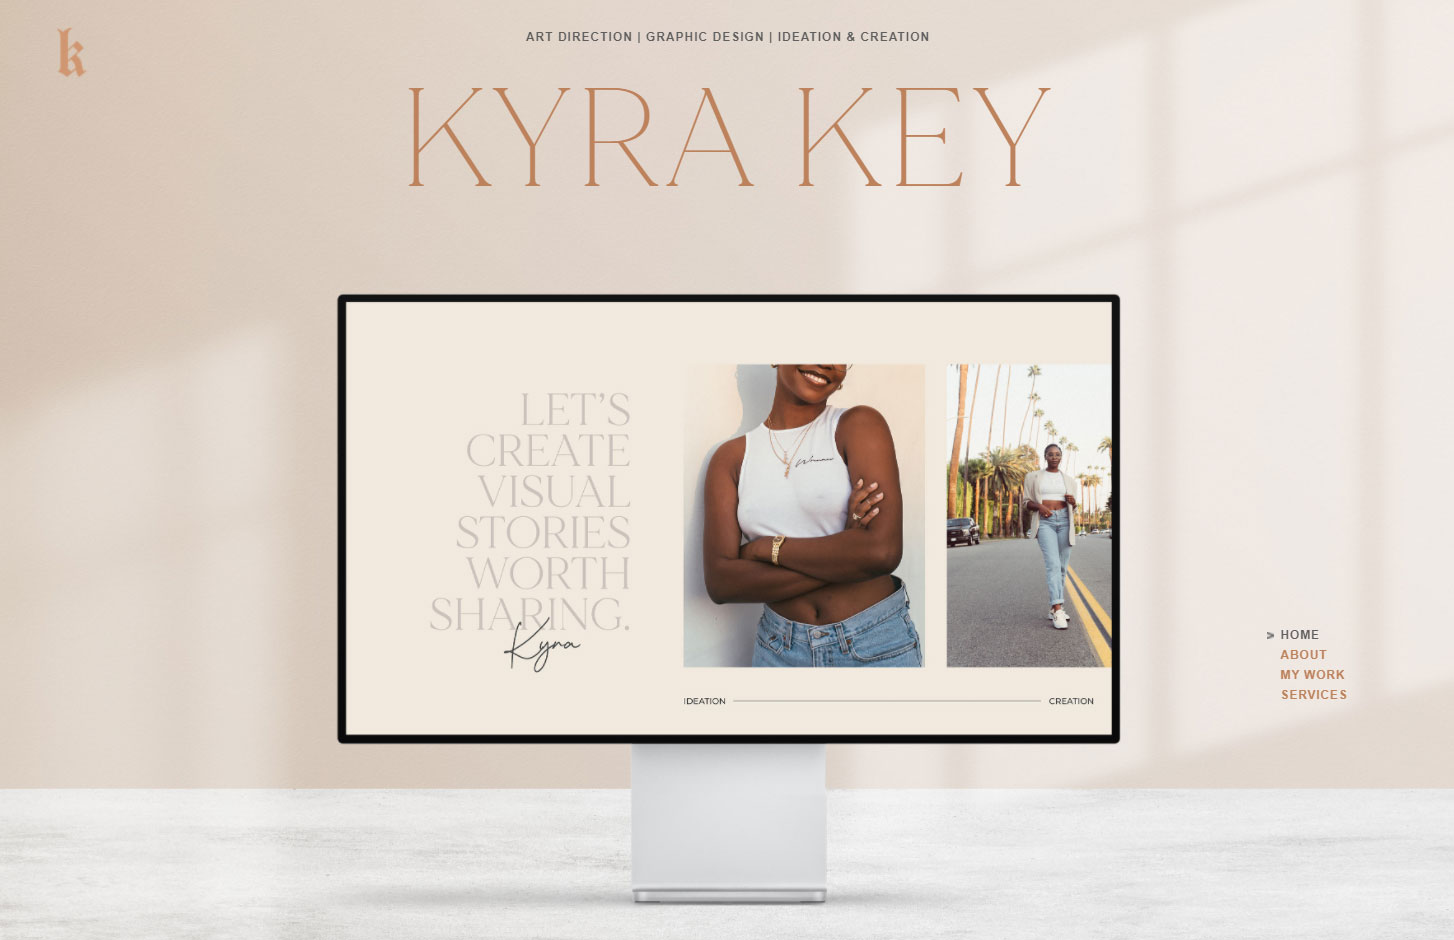 k
ART DIRECTION | GRAPHIC DESIGN | IDEATION & CREATION
KYRA KEY
LET'S
CREATE
VISUAL
STORIES
WORTH
SHARING.
Kyra
Woman
IDEATION
CREATION
> HOME
ABOUT
MY WORK
SERVICES